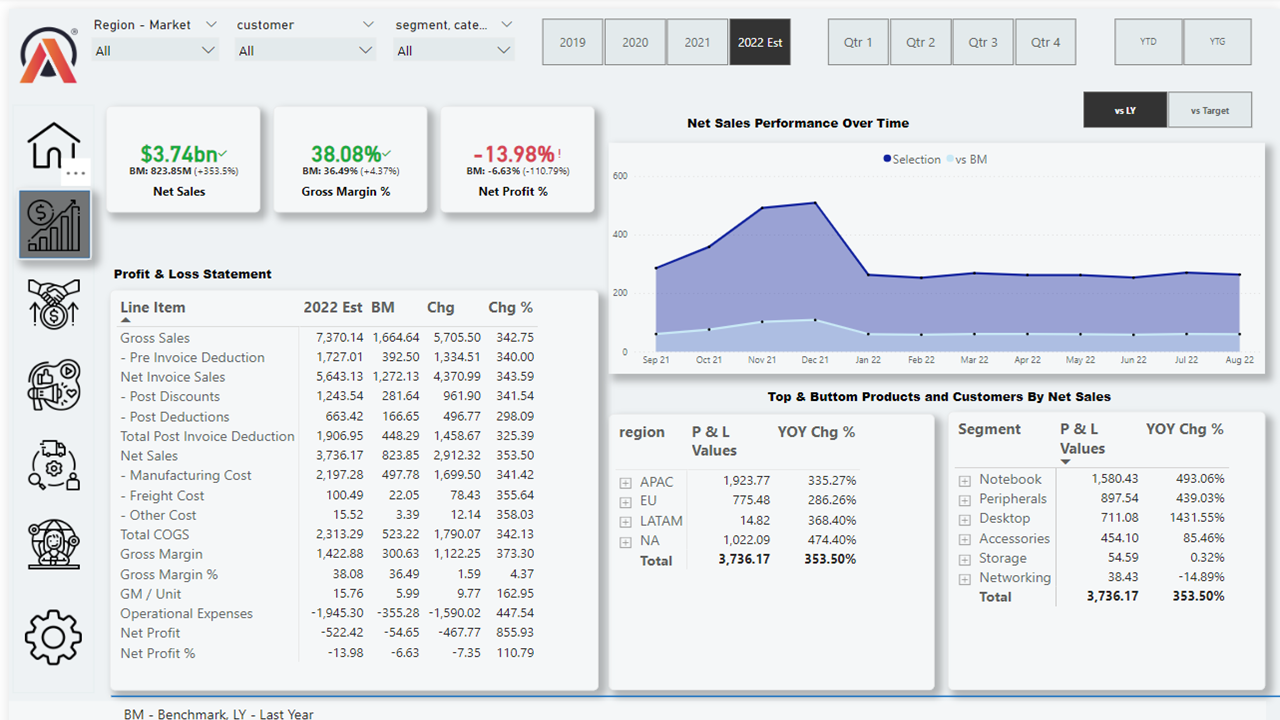 Region - Market customer segment, cate...
All All All
2019 2020 2021 2022 Est Qtr 1 Qtr 2 Qtr 3 Qtr 4 YTD YTG
vs LY vs Target
$3.74bn
BM: 823.85M (+353.5%)
Net Sales
38.08%
BM: 36.49% (+4.37%)
Gross Margin %
-13.98%!
BM: -6.63% (-110.79%)
Net Profit %
Net Sales Performance Over Time
Selection vs BM
600
400
200
0
Sep 21 Oct 21 Nov 21 Dec 21 Jan 22 Feb 22 Mar 22 Apr 22 May 22 Jun 22 Jul 22 Aug 22
Profit & Loss Statement
Line Item 2022 Est BM Chg Chg %
Gross Sales 7,370.14 1,664.64 5,705.50 342.75
- Pre Invoice Deduction 1,727.01 392.50 1,334.51 340.00
Net Invoice Sales 5,643.13 1,272.13 4,370.99 343.59
- Post Discounts 1,243.54 281.64 961.90 341.54
- Post Deductions 663.42 166.65 496.77 298.09
Total Post Invoice Deduction 1,906.95 448.29 1,458.67 325.39
Net Sales 3,736.17 823.85 2,912.32 353.50
- Manufacturing Cost 2,197.28 497.78 1,699.50 341.42
- Freight Cost 100.49 22.05 78.43 355.64
- Other Cost 15.52 3.39 12.14 358.03
Total COGS 2,313.29 523.22 1,790.07 342.13
Gross Margin 1,422.88 300.63 1,122.25 373.30
Gross Margin % 38.08 36.49 1.59 4.37
GM / Unit 15.76 5.99 9.77 162.95
Operational Expenses -1,945.30 -355.28 -1,590.02 447.54
Net Profit -522.42 -54.65 -467.77 855.93
Net Profit % -13.98 -6.63 -7.35 110.79
Top & Buttom Products and Customers By Net Sales
region P & L Values YOY Chg %
APAC 1,923.77 335.27%
EU 775.48 286.26%
LATAM 14.82 368.40%
NA 1,022.09 474.40%
Total 3,736.17 353.50%
Segment P & L Values YOY Chg %
Notebook 1,580.43 493.06%
Peripherals 897.54 439.03%
Desktop 711.08 1431.55%
Accessories 454.10 85.46%
Storage 54.59 0.32%
Networking 38.43 -14.89%
Total 3,736.17 353.50%
BM - Benchmark, LY - Last Year